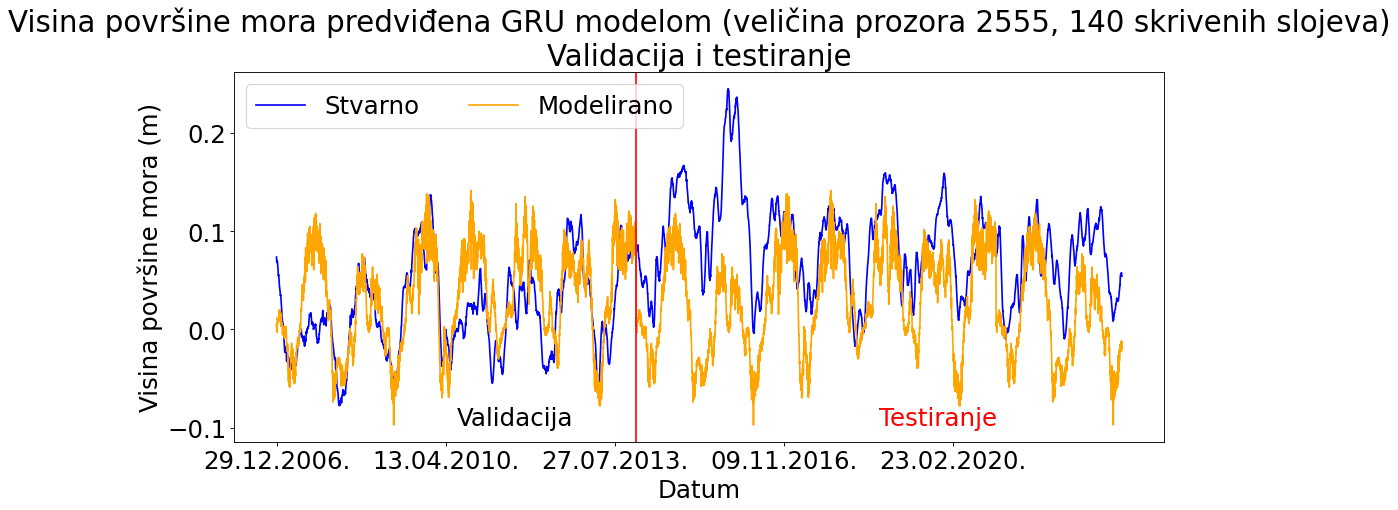 Visina površine mora predviđena GRU modelom (veličina prozora 2555, 140 skrivenih slojeva)
Validacija i testiranje
Stvarno
Modelirano
Visina površine mora (m)
0.2
0.1
0.0
−0.1
Validacija
Testiranje
29.12.2006.
13.04.2010.
27.07.2013.
09.11.2016.
23.02.2020.
Datum